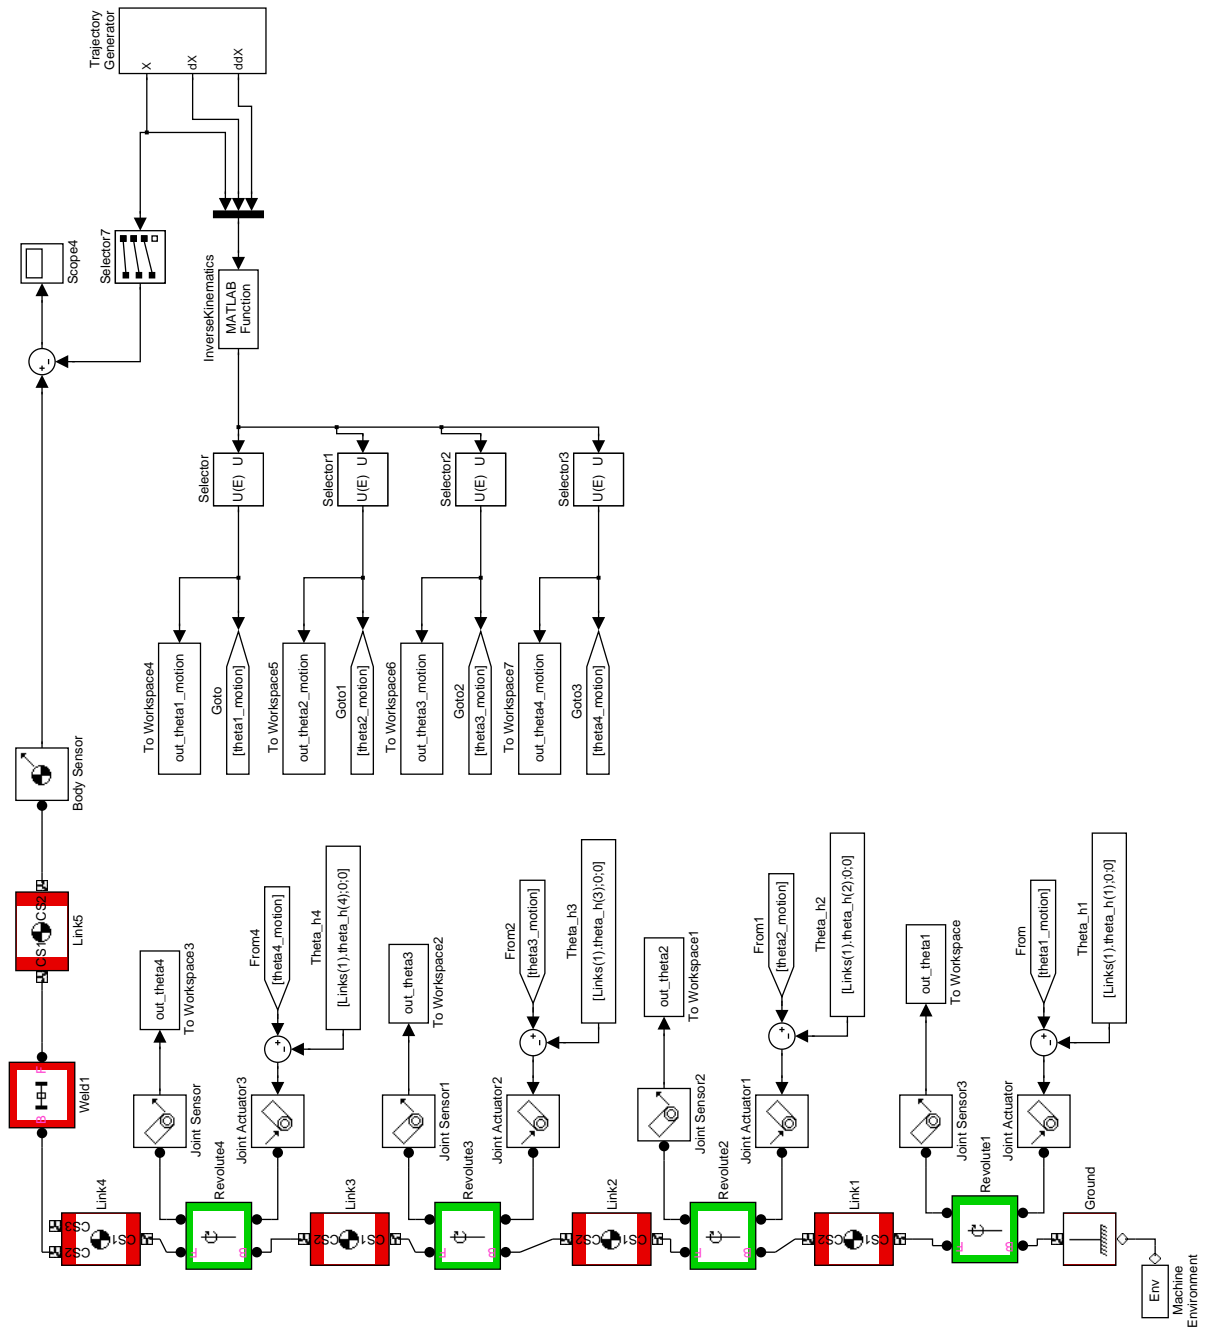 Env
Machine
Environment
Ground
B
F
Revolute1
Joint Actuator
Joint Sensor3
From
[theta1_motion]
Theta_h1
[Links(1).theta_h(1);0;0]
out_theta1
To Workspace
CS1
CS2
Link1
B
F
Revolute2
Joint Actuator1
Joint Sensor2
From1
[theta2_motion]
Theta_h2
[Links(1).theta_h(2);0;0]
out_theta2
To Workspace1
CS1
CS2
Link2
B
F
Revolute3
Joint Actuator2
Joint Sensor1
From2
[theta3_motion]
Theta_h3
[Links(1).theta_h(3);0;0]
out_theta3
To Workspace2
CS1
CS2
Link3
B
F
Revolute4
Joint Actuator3
Joint Sensor
From4
[theta4_motion]
Theta_h4
[Links(1).theta_h(4);0;0]
out_theta4
To Workspace3
CS1
CS2
CS3
Link4
B
F
Weld1
CS1
CS2
Link5
Body Sensor
To Workspace4
out_theta1_motion
Goto
[theta1_motion]
To Workspace5
out_theta2_motion
Goto1
[theta2_motion]
To Workspace6
out_theta3_motion
Goto2
[theta3_motion]
To Workspace7
out_theta4_motion
Goto3
[theta4_motion]
Selector
U(E) U
Selector1
U(E) U
Selector2
U(E) U
Selector3
U(E) U
InverseKinematics
MATLAB
Function
Scope4
Selector7
Trajectory
Generator
X
dX
ddX